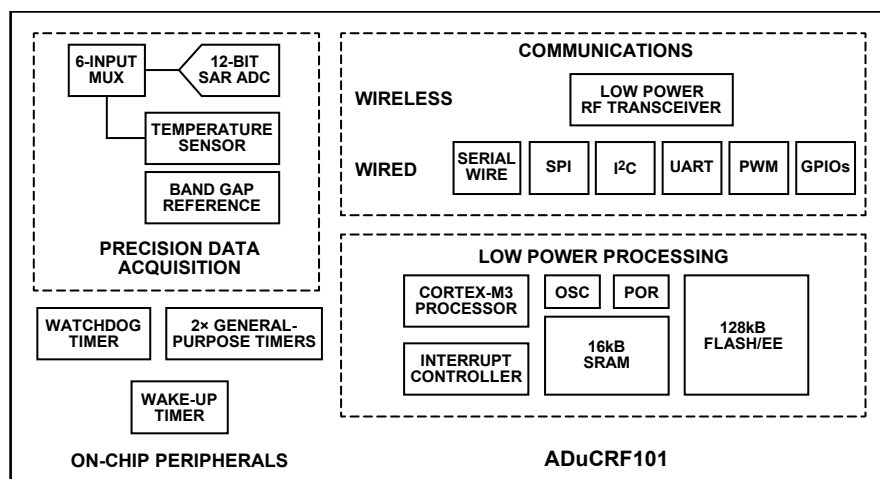 6-INPUT
MUX
12-BIT
SAR ADC
TEMPERATURE
SENSOR
BAND GAP
REFERENCE
PRECISION DATA
ACQUISITION
WATCHDOG
TIMER
2× GENERAL-
PURPOSE TIMERS
WAKE-UP
TIMER
ON-CHIP PERIPHERALS
COMMUNICATIONS
WIRELESS
LOW POWER
RF TRANSCEIVER
WIRED
SERIAL
WIRE
SPI
I²C
UART
PWM
GPIOs
LOW POWER PROCESSING
CORTEX-M3
PROCESSOR
OSC
POR
INTERRUPT
CONTROLLER
16kB
SRAM
128kB
FLASH/EE
ADuCRF101